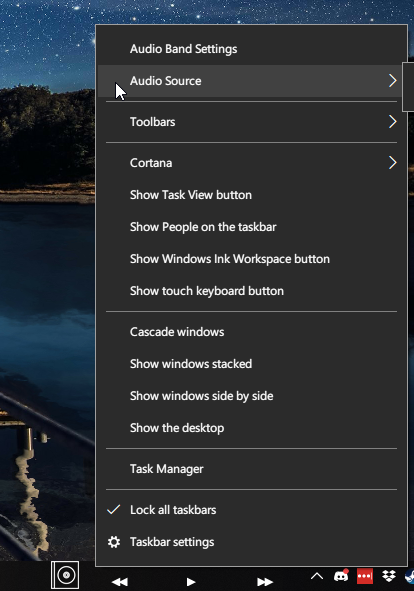 Audio Band Settings
Audio Source
Toolbars
Cortana
Show Task View button
Show People on the taskbar
Show Windows Ink Workspace button
Show touch keyboard button
Cascade windows
Show windows stacked
Show windows side by side
Show the desktop
Task Manager
Lock all taskbars
Taskbar settings